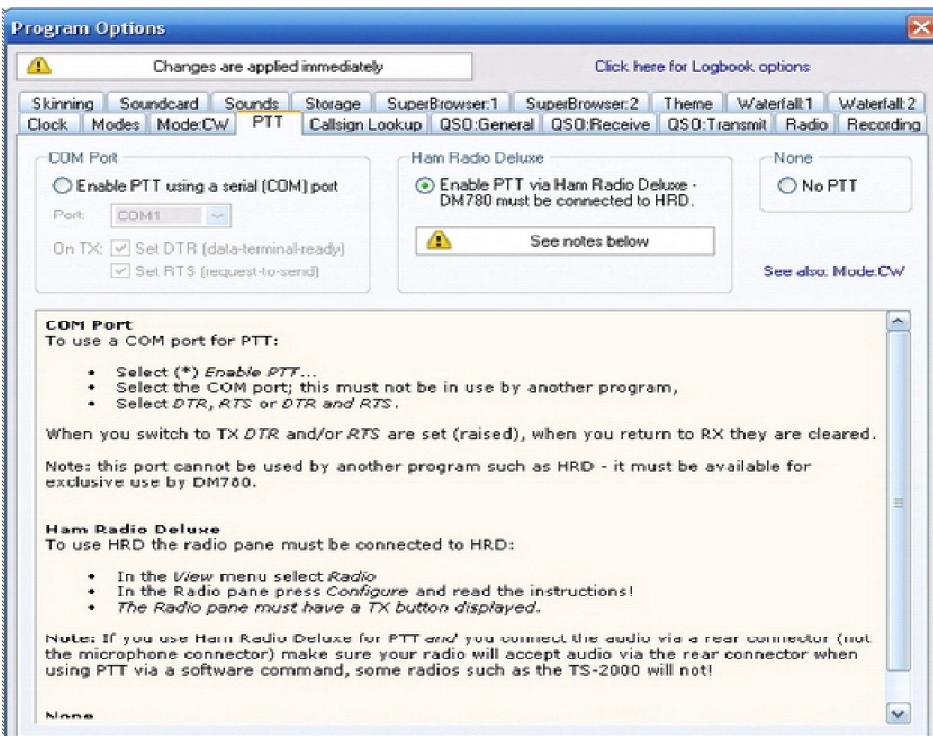 Program Options
Changes are applied immediately
Click here for Logbook options
Skinning Soundcard Sounds Storage SuperBrowser:1 SuperBrowser:2 Theme Waterfall:1 Waterfall:2
Clock Modes Mode:CW PTT Callsign Lookup QSO:General QSO:Receive QSO:Transmit Radio Recording
COM Port
Enable PTT using a serial (COM) port
Port: COM1
On TX: Set DTR (data-terminal-ready)
Set RTS (request-to-send)
Ham Radio Deluxe
Enable PTT via Ham Radio Deluxe -
DM780 must be connected to HRD.
See notes below
None
No PTT
See also: Mode:CW
COM Port
To use a COM port for PTT:
• Select (*) Enable PTT...
• Select the COM port; this must not be in use by another program,
• Select DTR, RTS or DTR and RTS.
When you switch to TX DTR and/or RTS are set (raised), when you return to RX they are cleared.
Note: this port cannot be used by another program such as HRD - it must be available for
exclusive use by DM780.
Ham Radio Deluxe
To use HRD the radio pane must be connected to HRD:
• In the View menu select Radio
• In the Radio pane press Configure and read the instructions!
• The Radio pane must have a TX button displayed.
Note: If you use Ham Radio Deluxe for PTT and you connect the audio via a rear connector (not
the microphone connector) make sure your radio will accept audio via the rear connector when
using PTT via a software command, some radios such as the TS-2000 will not!
None